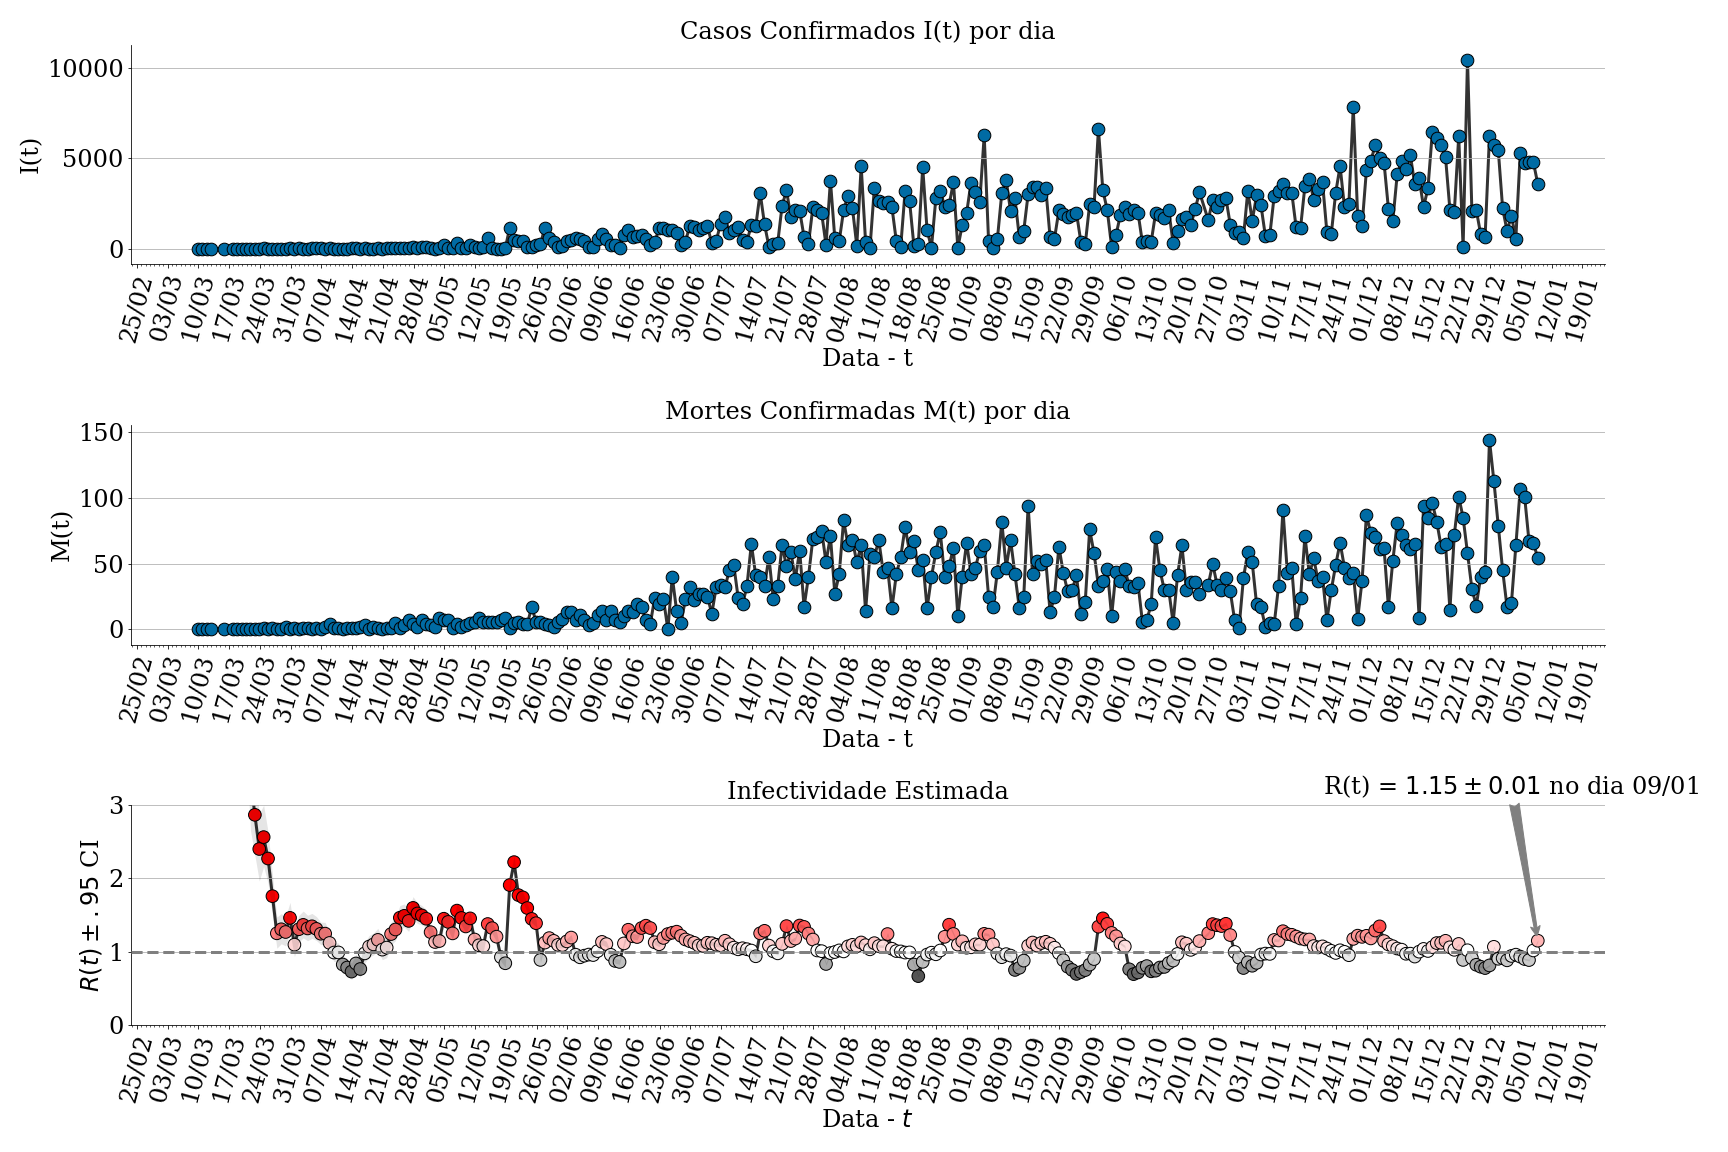 Casos Confirmados I(t) por dia
10000
5000
0
I(t)
25/02 03/03 10/03 17/03 24/03 31/03 07/04 14/04 21/04 28/04 05/05 12/05 19/05 26/05 02/06 09/06 16/06 23/06 30/06 07/07 14/07 21/07 28/07 04/08 11/08 18/08 25/08 01/09 08/09 15/09 22/09 29/09 06/10 13/10 20/10 27/10 03/11 10/11 17/11 24/11 01/12 08/12 15/12 22/12 29/12 05/01 12/01 19/01
Data - t
Mortes Confirmadas M(t) por dia
150
100
50
0
M(t)
25/02 03/03 10/03 17/03 24/03 31/03 07/04 14/04 21/04 28/04 05/05 12/05 19/05 26/05 02/06 09/06 16/06 23/06 30/06 07/07 14/07 21/07 28/07 04/08 11/08 18/08 25/08 01/09 08/09 15/09 22/09 29/09 06/10 13/10 20/10 27/10 03/11 10/11 17/11 24/11 01/12 08/12 15/12 22/12 29/12 05/01 12/01 19/01
Data - t
Infectividade Estimada
R(t) = 1.15 ± 0.01 no dia 09/01
3
2
1
0
R(t) ± .95 CI
25/02 03/03 10/03 17/03 24/03 31/03 07/04 14/04 21/04 28/04 05/05 12/05 19/05 26/05 02/06 09/06 16/06 23/06 30/06 07/07 14/07 21/07 28/07 04/08 11/08 18/08 25/08 01/09 08/09 15/09 22/09 29/09 06/10 13/10 20/10 27/10 03/11 10/11 17/11 24/11 01/12 08/12 15/12 22/12 29/12 05/01 12/01 19/01
Data - t